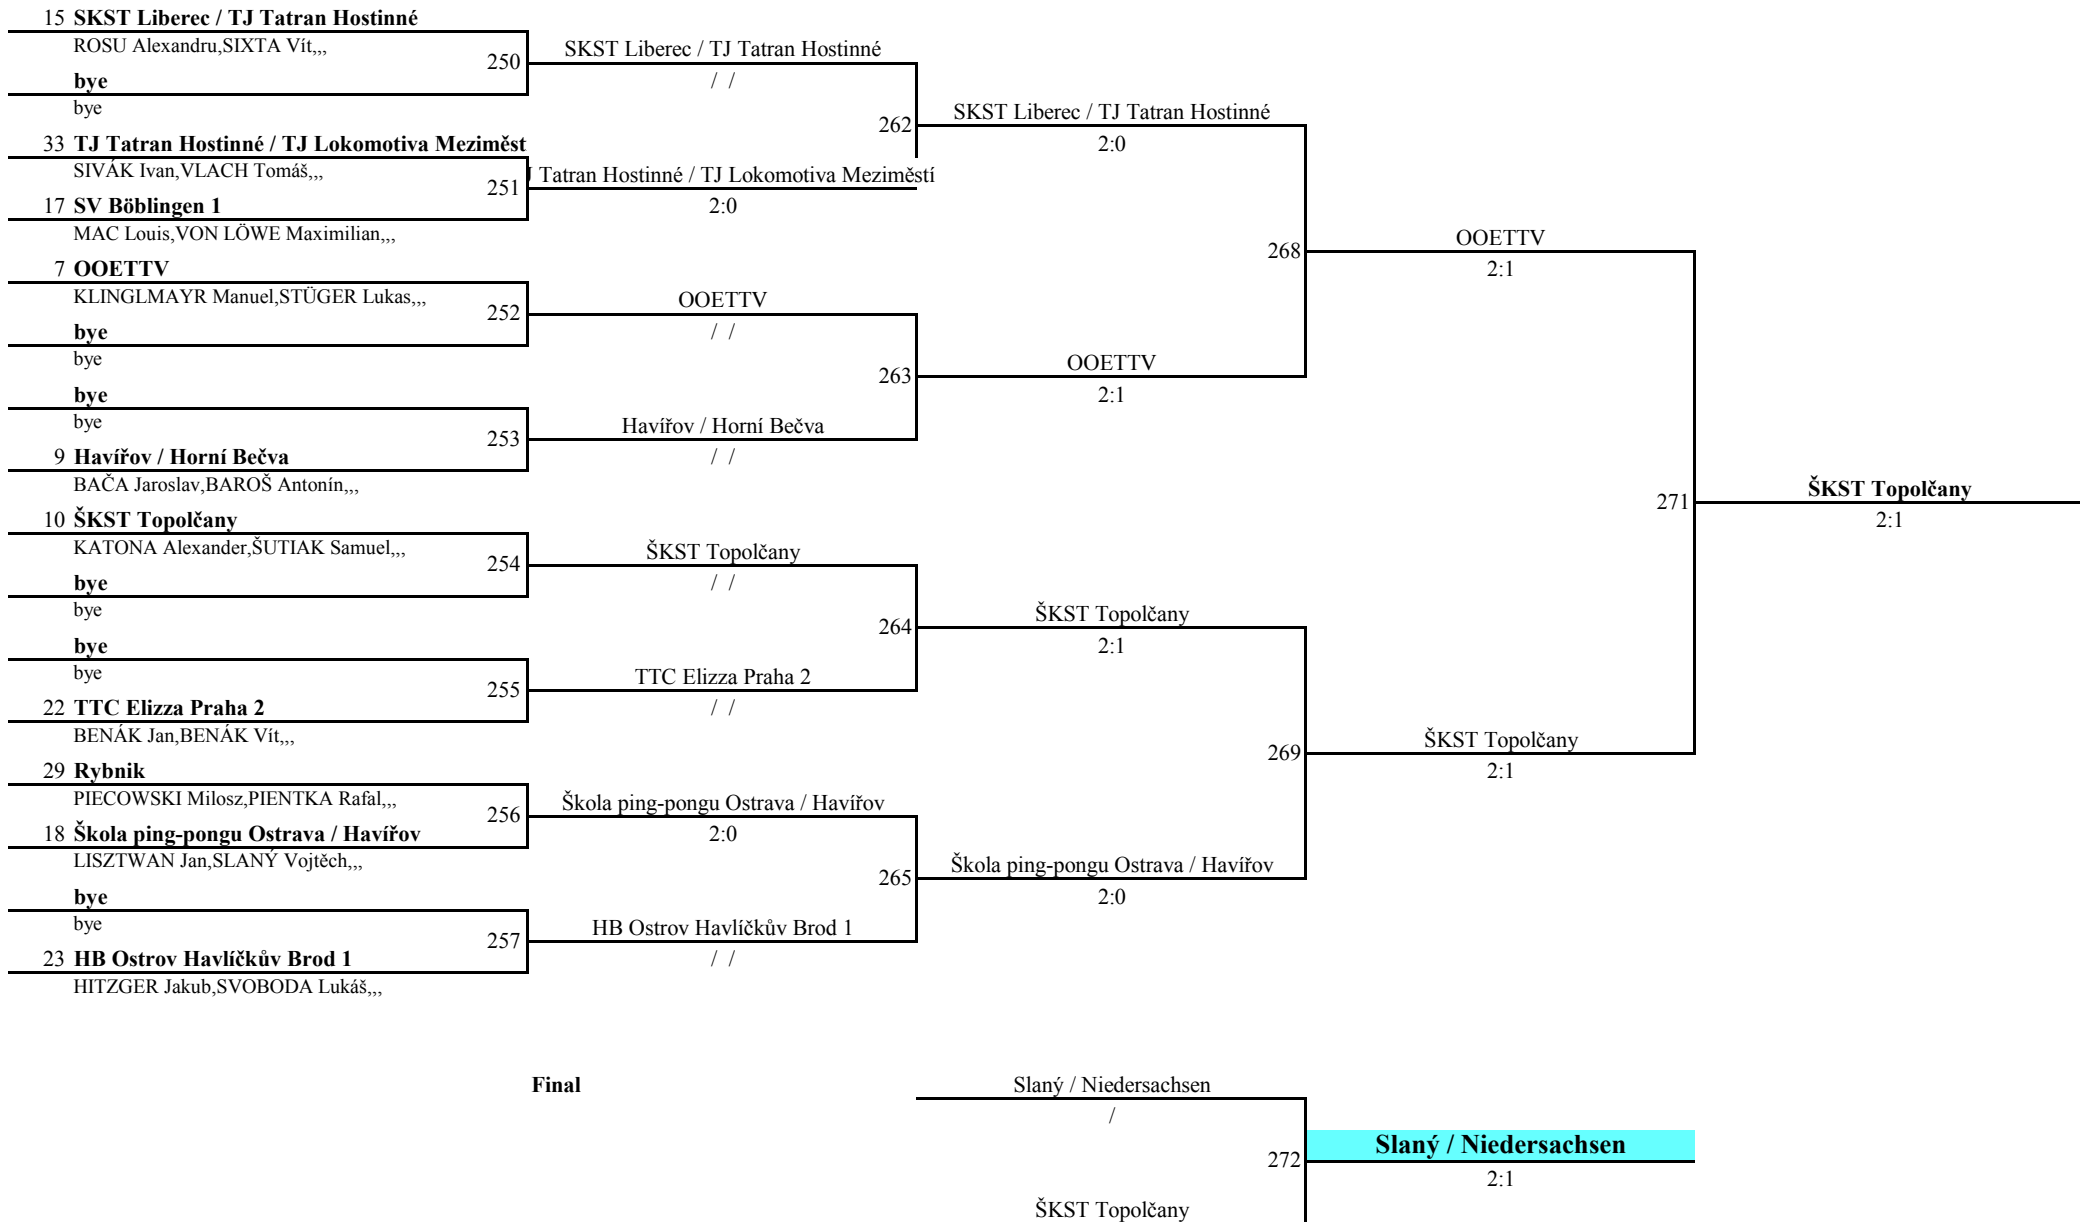 15 SKST Liberec / TJ Tatran Hostinné
ROSU Alexandru,SIXTA Vít,,,
250
SKST Liberec / TJ Tatran Hostinné
/ /
bye
bye
262
SKST Liberec / TJ Tatran Hostinné
2:0
33 TJ Tatran Hostinné / TJ Lokomotiva Meziměst
SIVÁK Ivan,VLACH Tomáš,,,
251
Tatran Hostinné / TJ Lokomotiva Meziměstí
2:0
17 SV Böblingen 1
MAC Louis,VON LÖWE Maximilian,,,
268
OOETTV
2:1
7 OOETTV
KLINGLMAYR Manuel,STÜGER Lukas,,,
252
OOETTV
/ /
bye
bye
263
OOETTV
2:1
bye
bye
253
Havířov / Horní Bečva
/ /
9 Havířov / Horní Bečva
BAČA Jaroslav,BAROŠ Antonín,,,
271
ŠKST Topolčany
2:1
10 ŠKST Topolčany
KATONA Alexander,ŠUTIAK Samuel,,,
254
ŠKST Topolčany
/ /
bye
bye
264
ŠKST Topolčany
2:1
bye
bye
255
TTC Elizza Praha 2
/ /
22 TTC Elizza Praha 2
BENÁK Jan,BENÁK Vít,,,
269
ŠKST Topolčany
2:1
29 Rybnik
PIECOWSKI Milosz,PIENTKA Rafal,,,
256
Škola ping-pongu Ostrava / Havířov
2:0
18 Škola ping-pongu Ostrava / Havířov
LISZTWAN Jan,SLANÝ Vojtěch,,,
265
Škola ping-pongu Ostrava / Havířov
2:0
bye
bye
257
HB Ostrov Havlíčkův Brod 1
/ /
23 HB Ostrov Havlíčkův Brod 1
HITZGER Jakub,SVOBODA Lukáš,,,
Final
Slaný / Niedersachsen
/
272
Slaný / Niedersachsen
2:1
ŠKST Topolčany